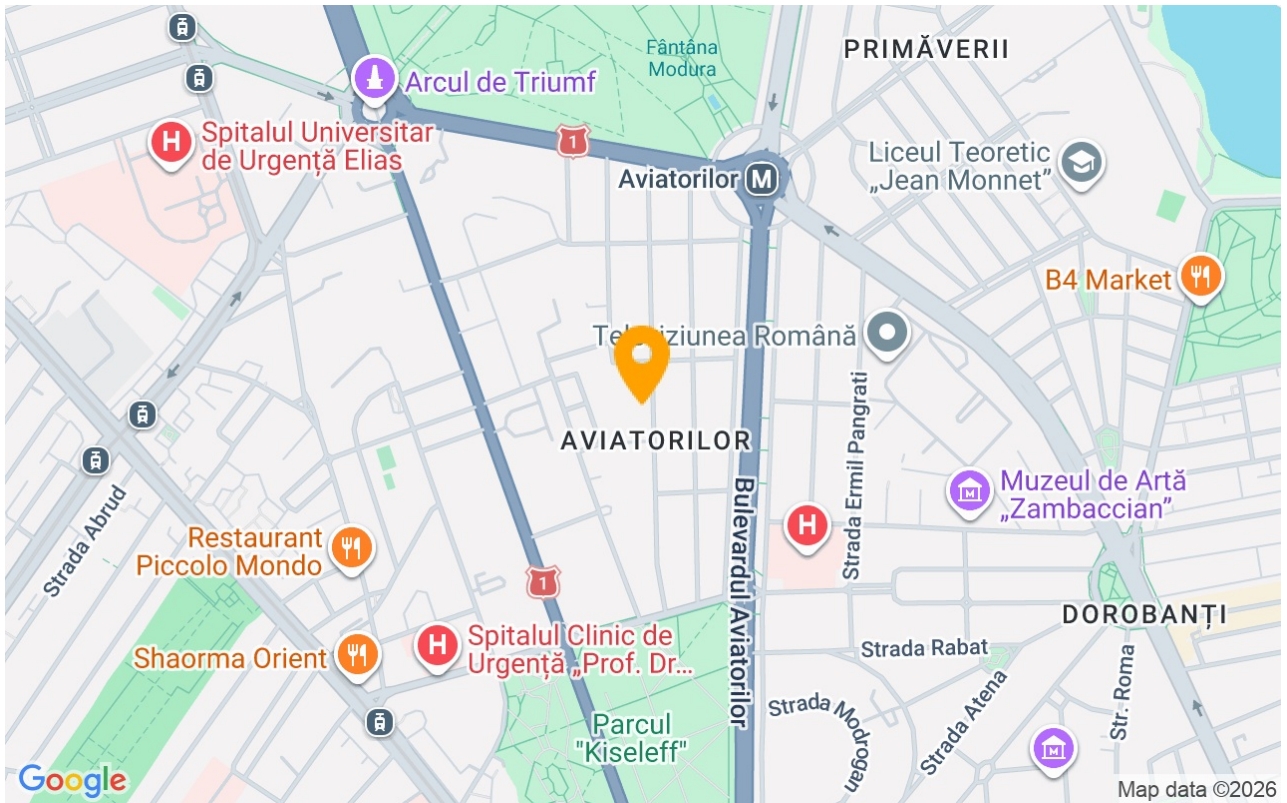 Fântâna
Modura
PRIMĂVERII
Arcul de Triumf
Spitalul Universitar
de Urgență Elias
1
Aviatorilor M
Liceul Teoretic
„Jean Monnet”
B4 Market
Televiziunea Română
AVIATORILOR
Bulevardul Aviatorilor
Strada Ermil Pangrati
Muzeul de Artă
„Zambaccian”
Strada Abrud
Restaurant
Piccolo Mondo
1
DOROBANȚI
Shaorma Orient
Spitalul Clinic de
Urgență „Prof. Dr...
Strada Rabat
Strada Atena
Str. Roma
Strada Modrogan
Parcul
"Kiseleff"
Google
Map data ©2026